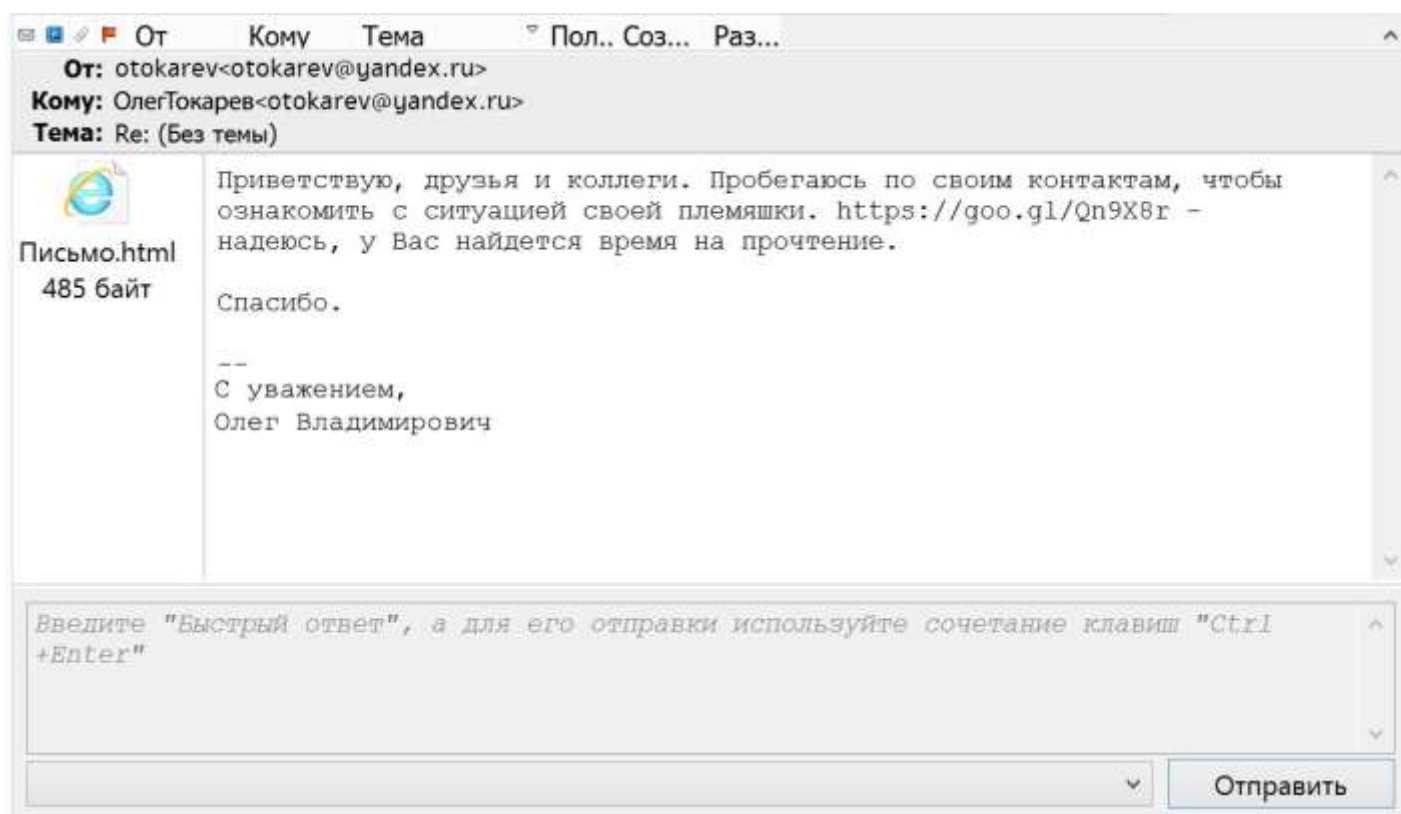 От Кому Тема Пол.. Соз... Раз...
От: otokarev<otokarev@yandex.ru>
Кому: ОлегТокарев<otokarev@yandex.ru>
Тема: Re: (Без темы)
Приветствую, друзья и коллеги. Пробегаюсь по своим контактам, чтобы
ознакомить с ситуацией своей племяшки. https://goo.gl/Qn9X8r -
надеюсь, у Вас найдется время на прочтение.
Письмо.html
485 байт
Спасибо.
--
С уважением,
Олег Владимирович
Введите "Быстрый ответ", а для его отправки используйте сочетание клавиш "Ctrl
+Enter"
Отправить